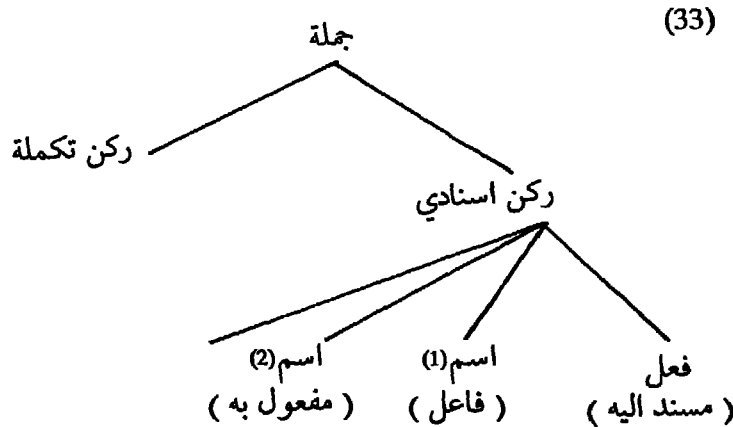 (33)
جملة
ركن اسنادي
ركن تكملة
فعل
اسم(1)
اسم(2)
( مسند اليه )
( فاعل )
( مفعول به )